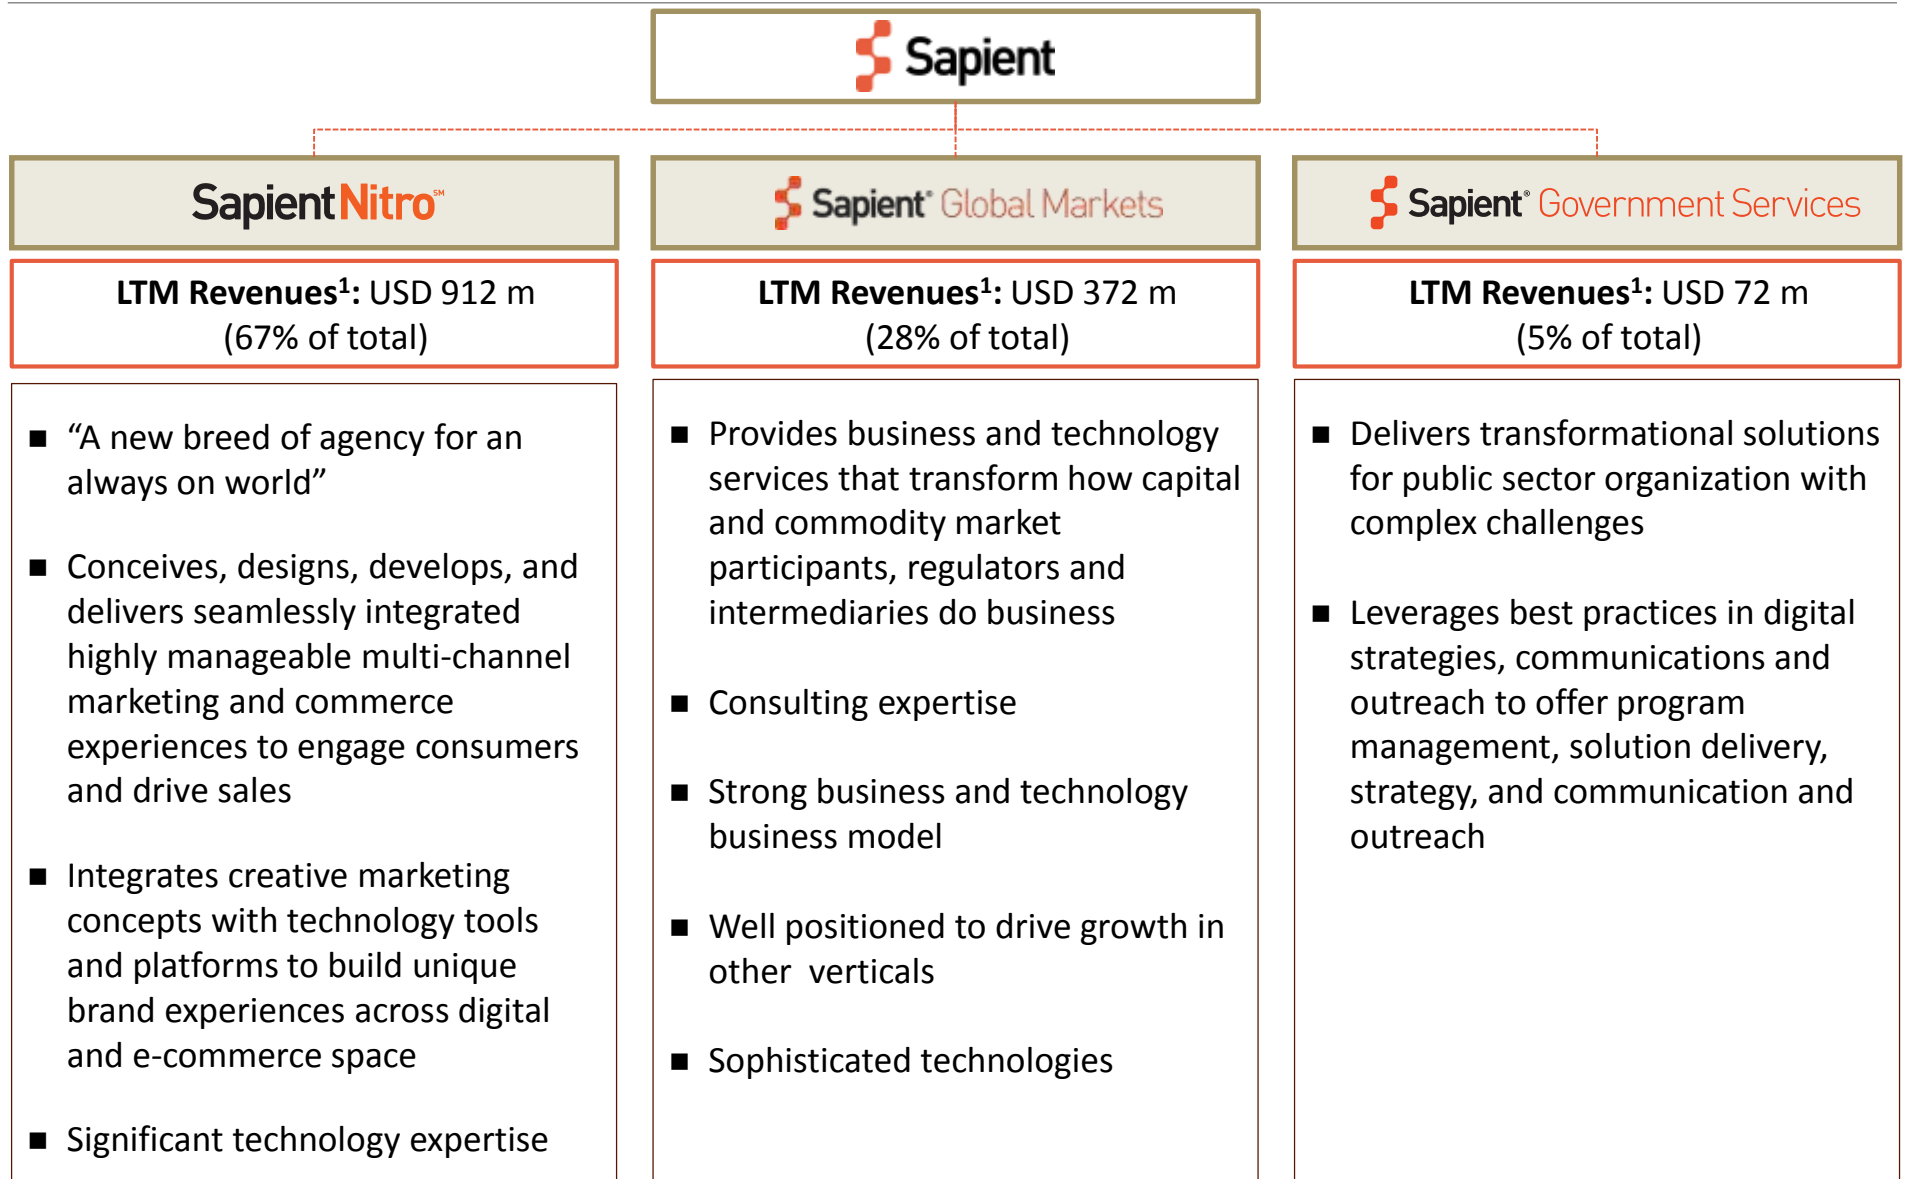 Sapient
SapientNitro℠
LTM Revenues¹: USD 912 m
(67% of total)
■ “A new breed of agency for an
always on world”
■ Conceives, designs, develops, and
delivers seamlessly integrated
highly manageable multi-channel
marketing and commerce
experiences to engage consumers
and drive sales
■ Integrates creative marketing
concepts with technology tools
and platforms to build unique
brand experiences across digital
and e-commerce space
■ Significant technology expertise
Sapient® Global Markets
LTM Revenues¹: USD 372 m
(28% of total)
■ Provides business and technology
services that transform how capital
and commodity market
participants, regulators and
intermediaries do business
■ Consulting expertise
■ Strong business and technology
business model
■ Well positioned to drive growth in
other verticals
■ Sophisticated technologies
Sapient® Government Services
LTM Revenues¹: USD 72 m
(5% of total)
■ Delivers transformational solutions
for public sector organization with
complex challenges
■ Leverages best practices in digital
strategies, communications and
outreach to offer program
management, solution delivery,
strategy, and communication and
outreach